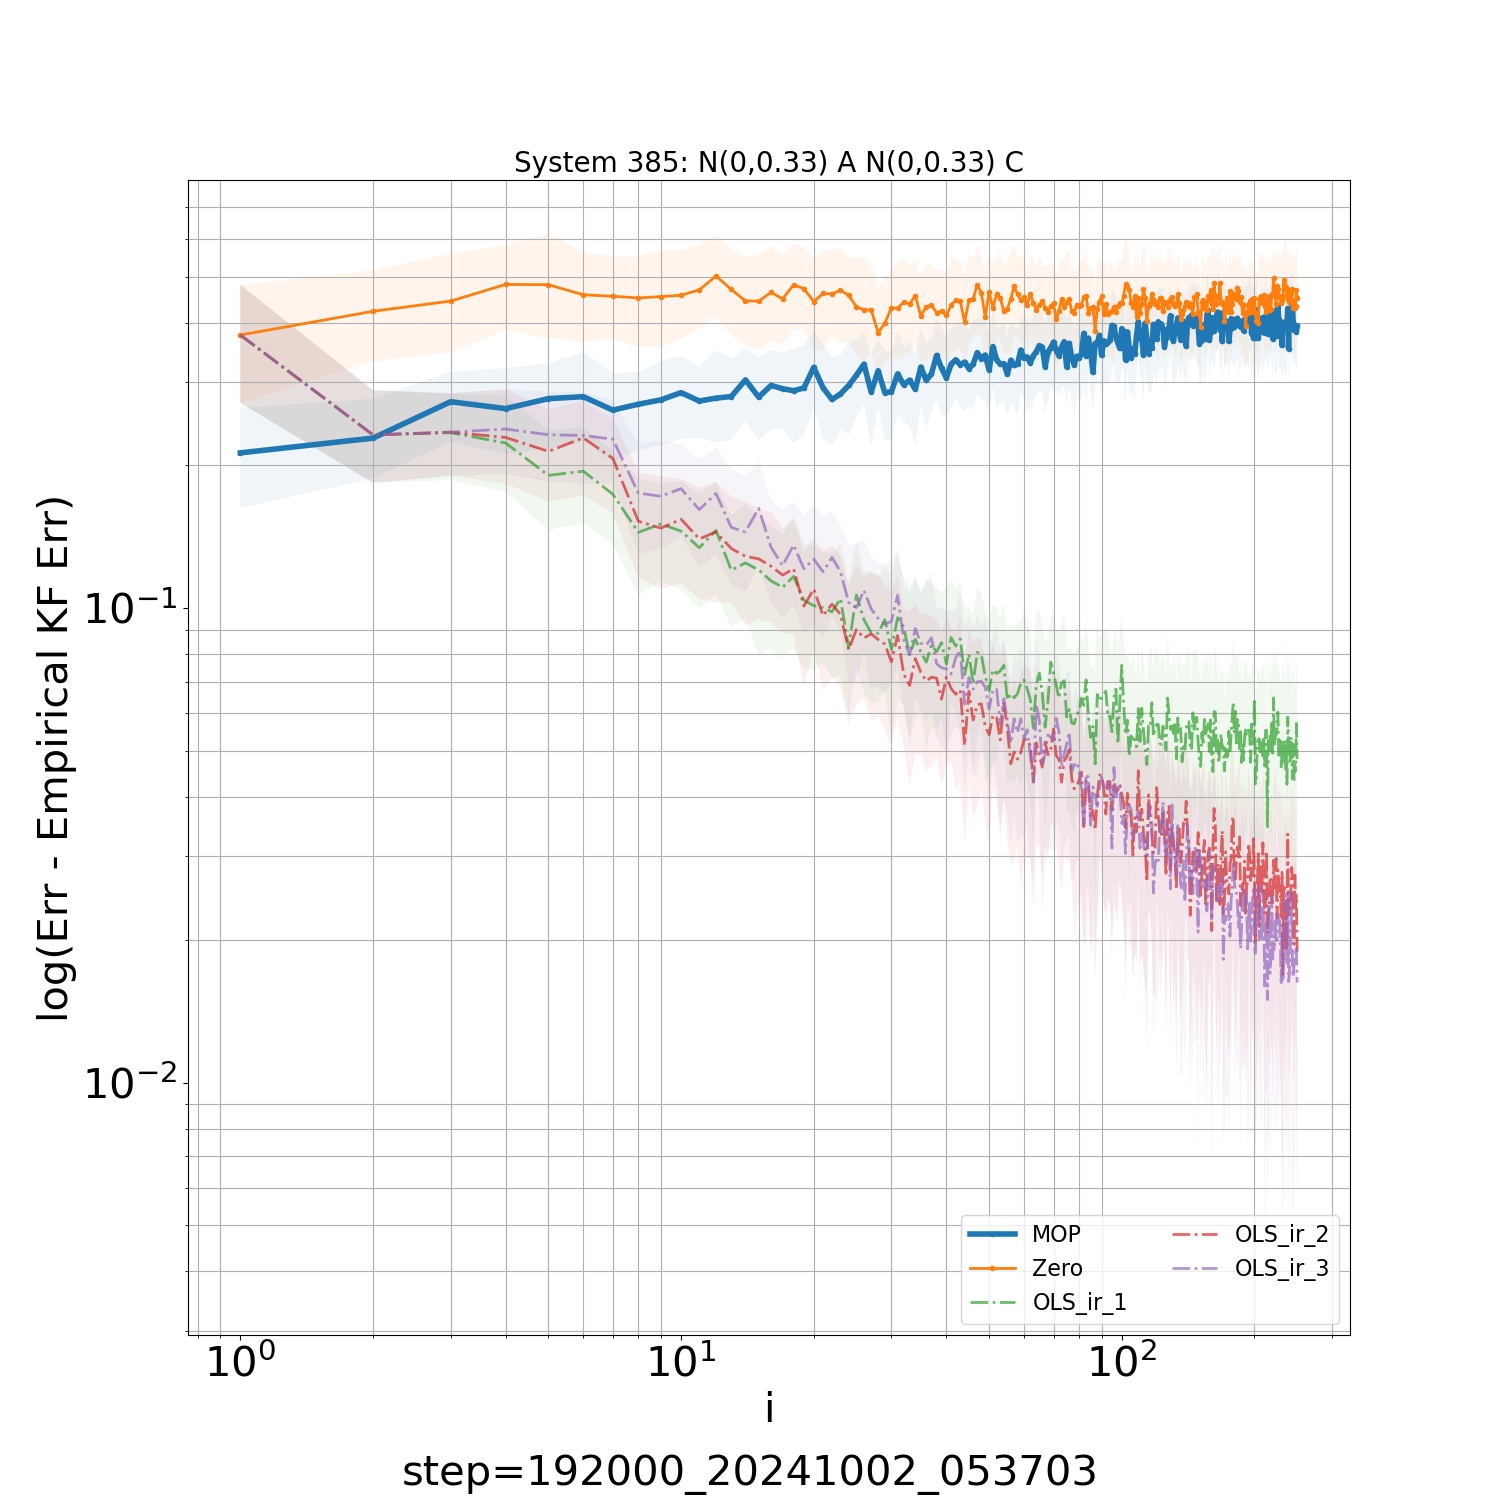 System 385: N(0,0.33) A N(0,0.33) C
log(Err - Empirical KF Err)
10⁻¹
10⁻²
MOP
Zero
OLS_ir_1
OLS_ir_2
OLS_ir_3
10⁰ 10¹ 10²
i
step=192000_20241002_053703